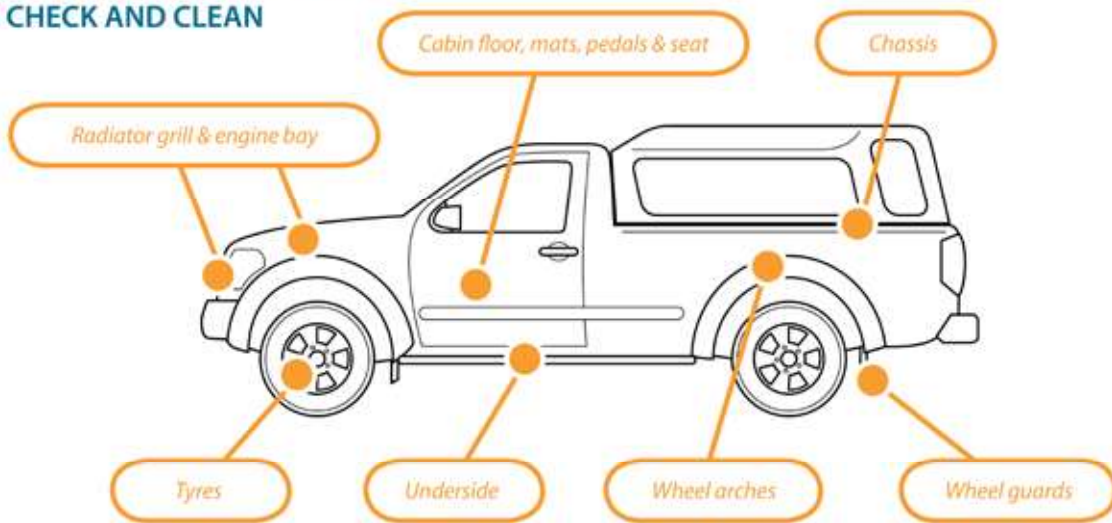 CHECK AND CLEAN
Cabin floor, mats, pedals & seat
Chassis
Radiator grill & engine bay
Tyres
Underside
Wheel arches
Wheel guards